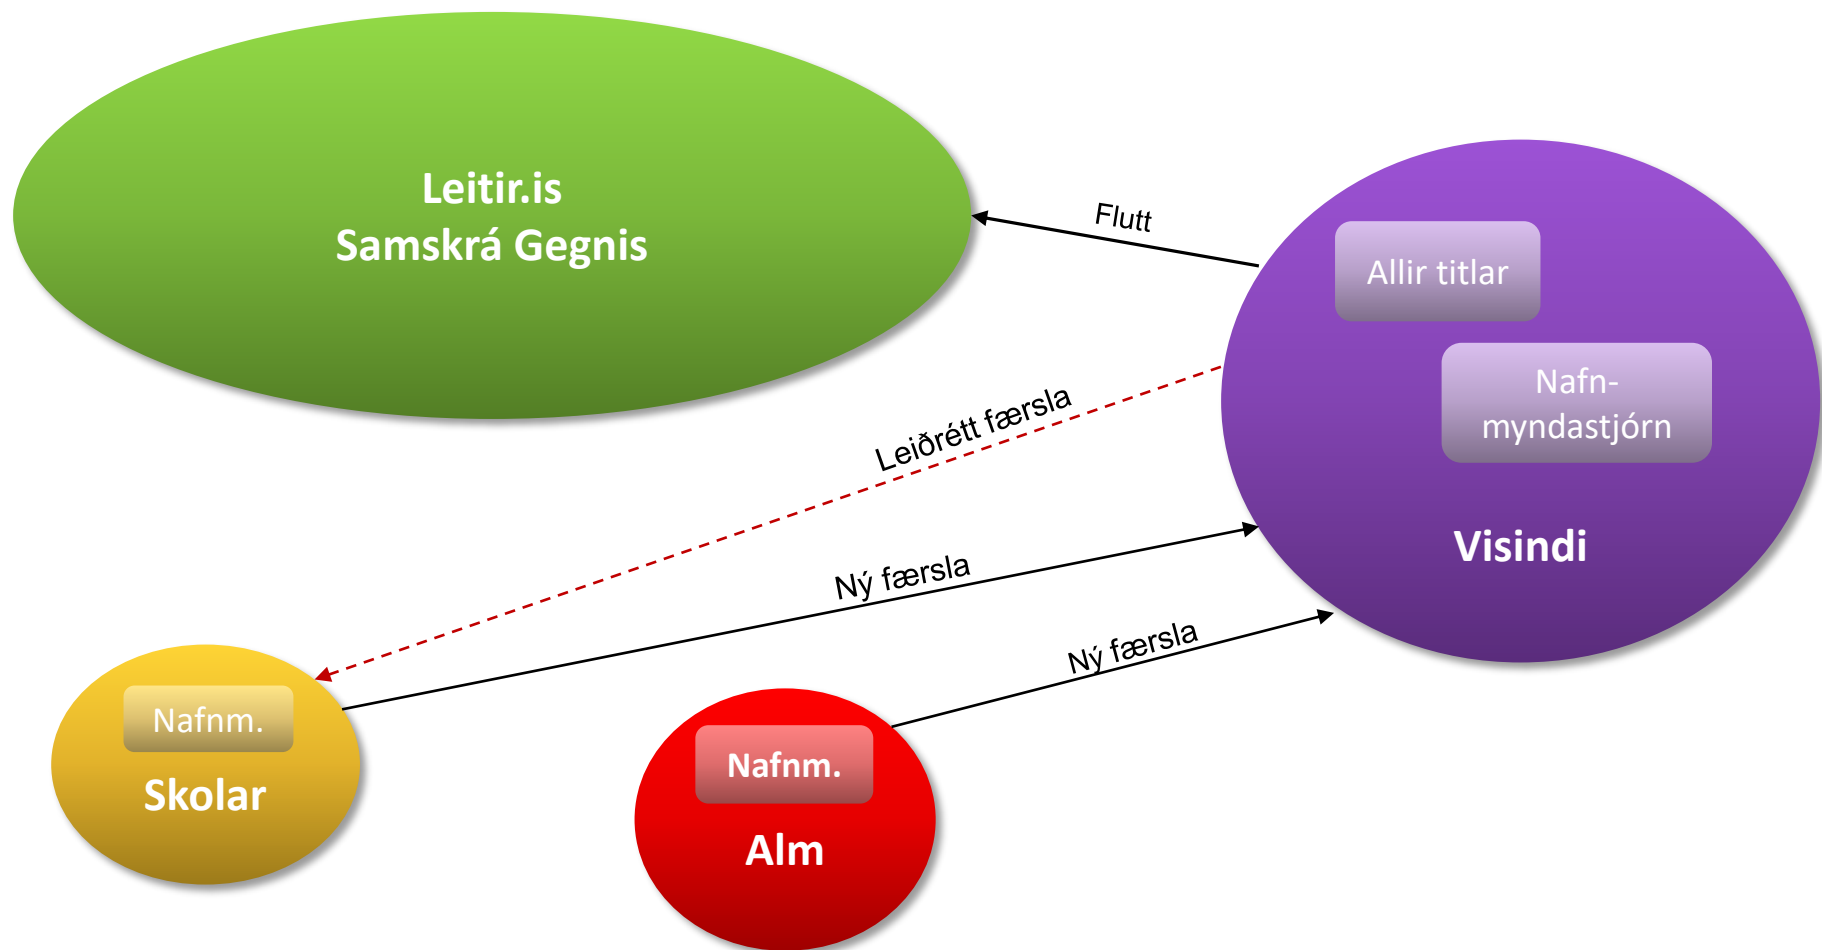 Leitir.is
Samskrá Gegnis
Flutt
Allir titlar
Nafn-
myndastjórn
Visindi
Leiðrétt færsla
Ný færsla
Ný færsla
Nafnm.
Skolar
Nafnm.
Alm